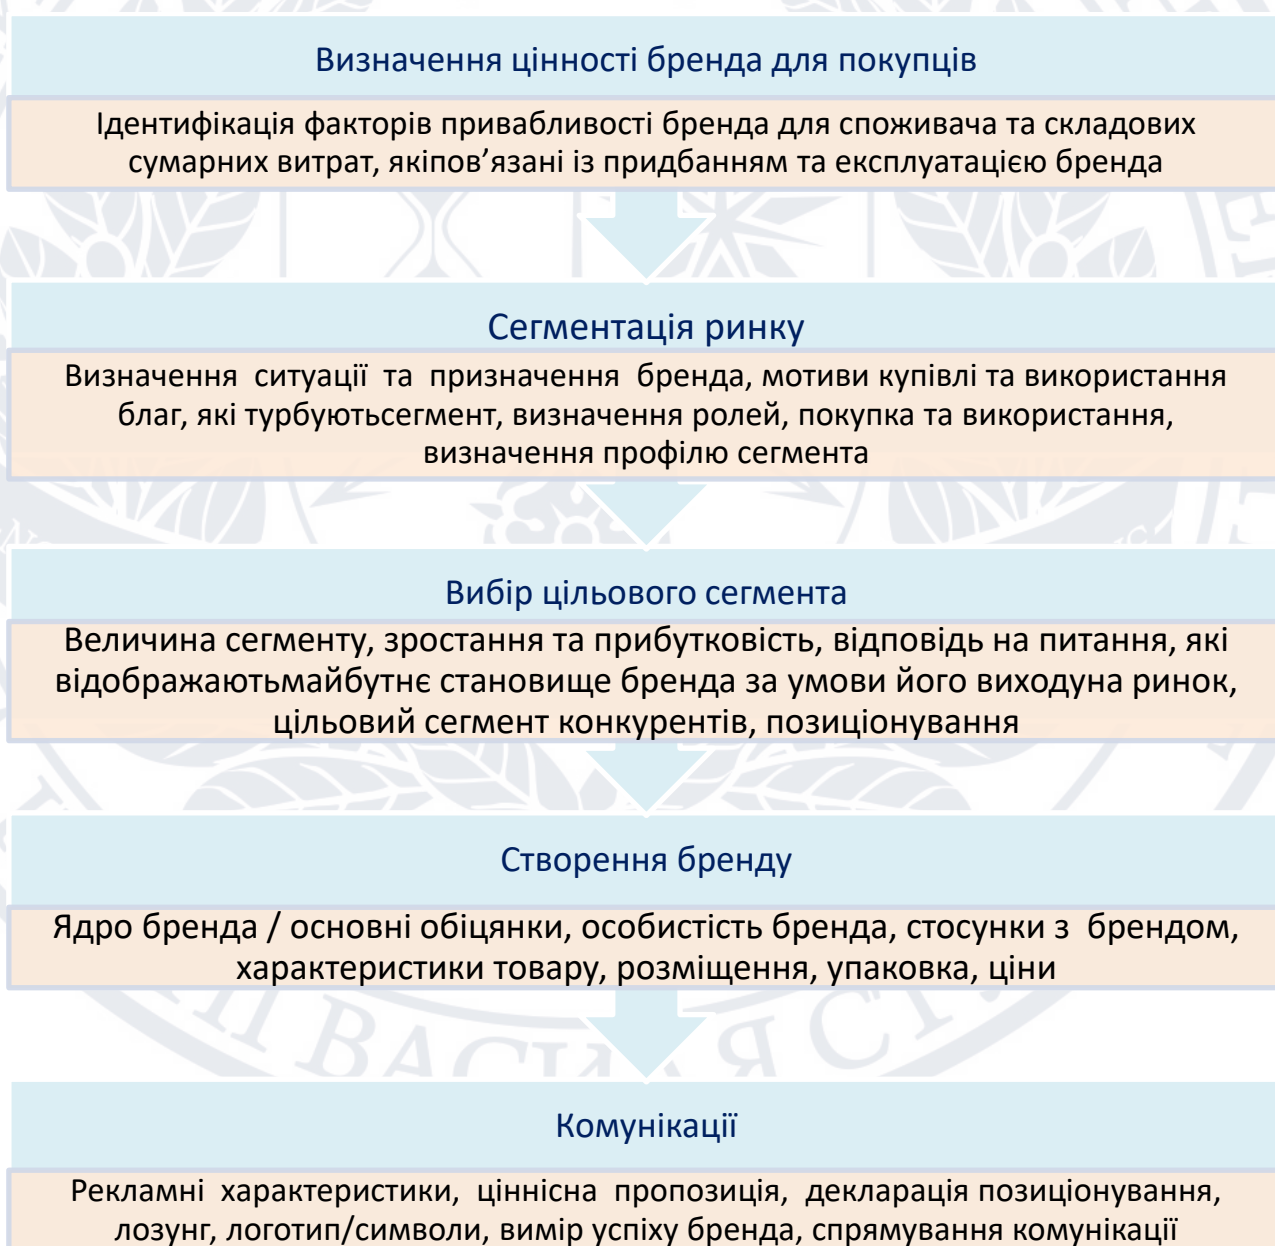 Визначення цінності бренда для покупців
Ідентифікація факторів привабливості бренда для споживача та складових
сумарних витрат, якіпов’язані із придбанням та експлуатацією бренда
Сегментація ринку
Визначення ситуації та призначення бренда, мотиви купівлі та використання
благ, які турбуютьсегмент, визначення ролей, покупка та використання,
визначення профілю сегмента
Вибір цільового сегмента
Величина сегменту, зростання та прибутковість, відповідь на питання, які
відображаютьмайбутнє становище бренда за умови його виходуна ринок,
цільовий сегмент конкурентів, позиціонування
Створення бренду
Ядро бренда / основні обіцянки, особистість бренда, стосунки з брендом,
характеристики товару, розміщення, упаковка, ціни
ВАСИЛЯ
Комунікації
Рекламні характеристики, ціннісна пропозиція, декларація позиціонування,
лозунг, логотип/символи, вимір успіху бренда, спрямування комунікації